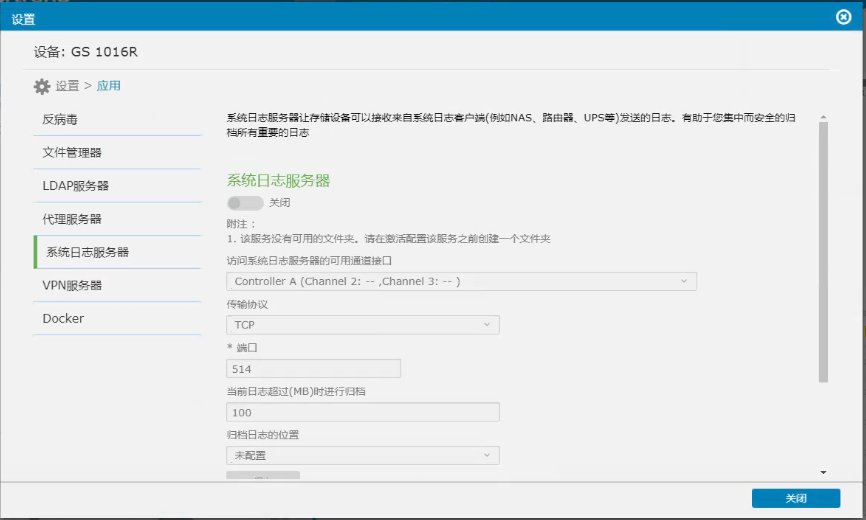 设置
设备: GS 1016R
设置 > 应用
反病毒
文件管理器
LDAP服务器
代理服务器
系统日志服务器
VPN服务器
Docker
系统日志服务器让存储设备可以接收来自系统日志客户端(例如NAS、路由器、UPS等)发送的日志。有助于您集中而安全的归
档所有重要的日志
系统日志服务器
关闭
附注：
1. 该服务没有可用的文件夹。请在激活配置该服务之前创建一个文件夹
访问系统日志服务器的可用通道接口
Controller A (Channel 2: -- ,Channel 3: -- )
传输协议
TCP
* 端口
514
当前日志超过(MB)时进行归档
100
归档日志的位置
未配置
关闭